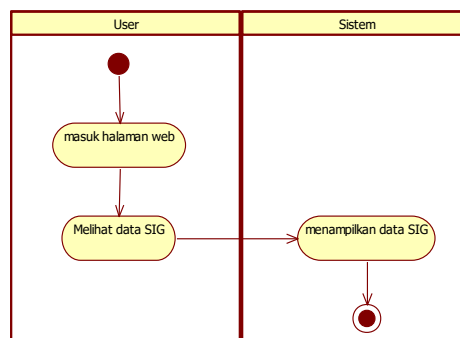 User
Sistem
masuk halaman web
Melihat data SIG
menampilkan data SIG